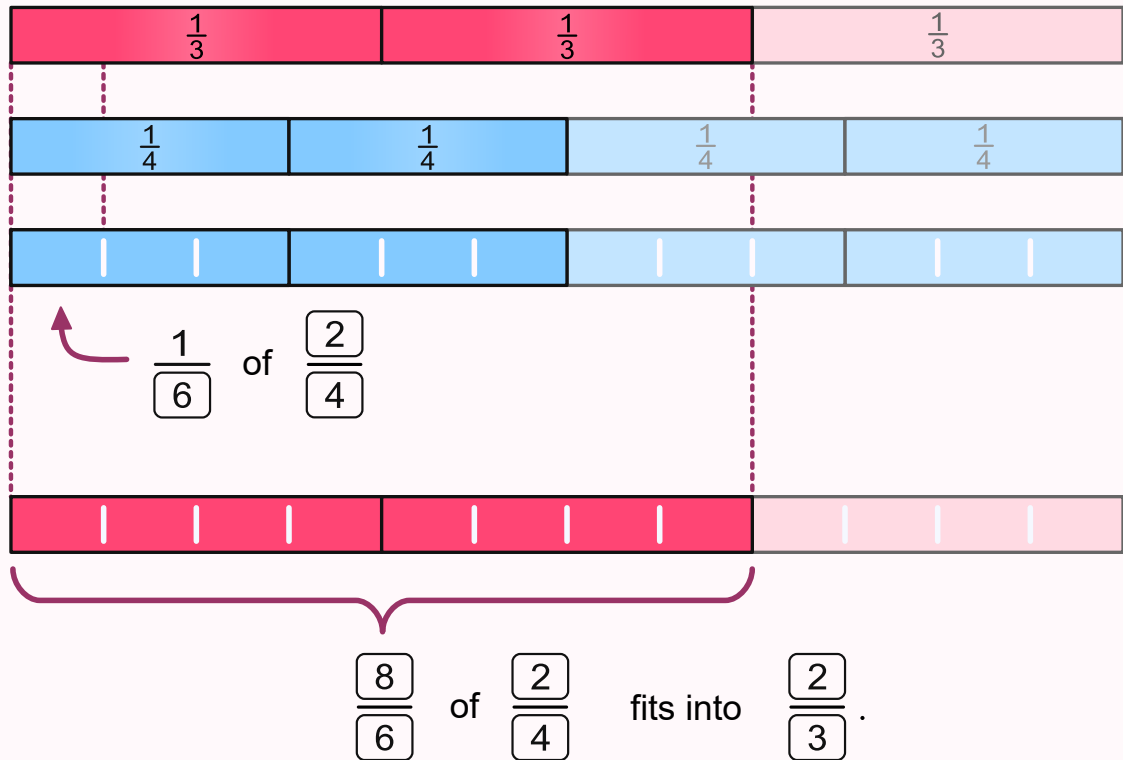 1/3 1/3 1/3
1/4 1/4 1/4 1/4
1/6 of 2/4
8/6 of 2/4 fits into 2/3.